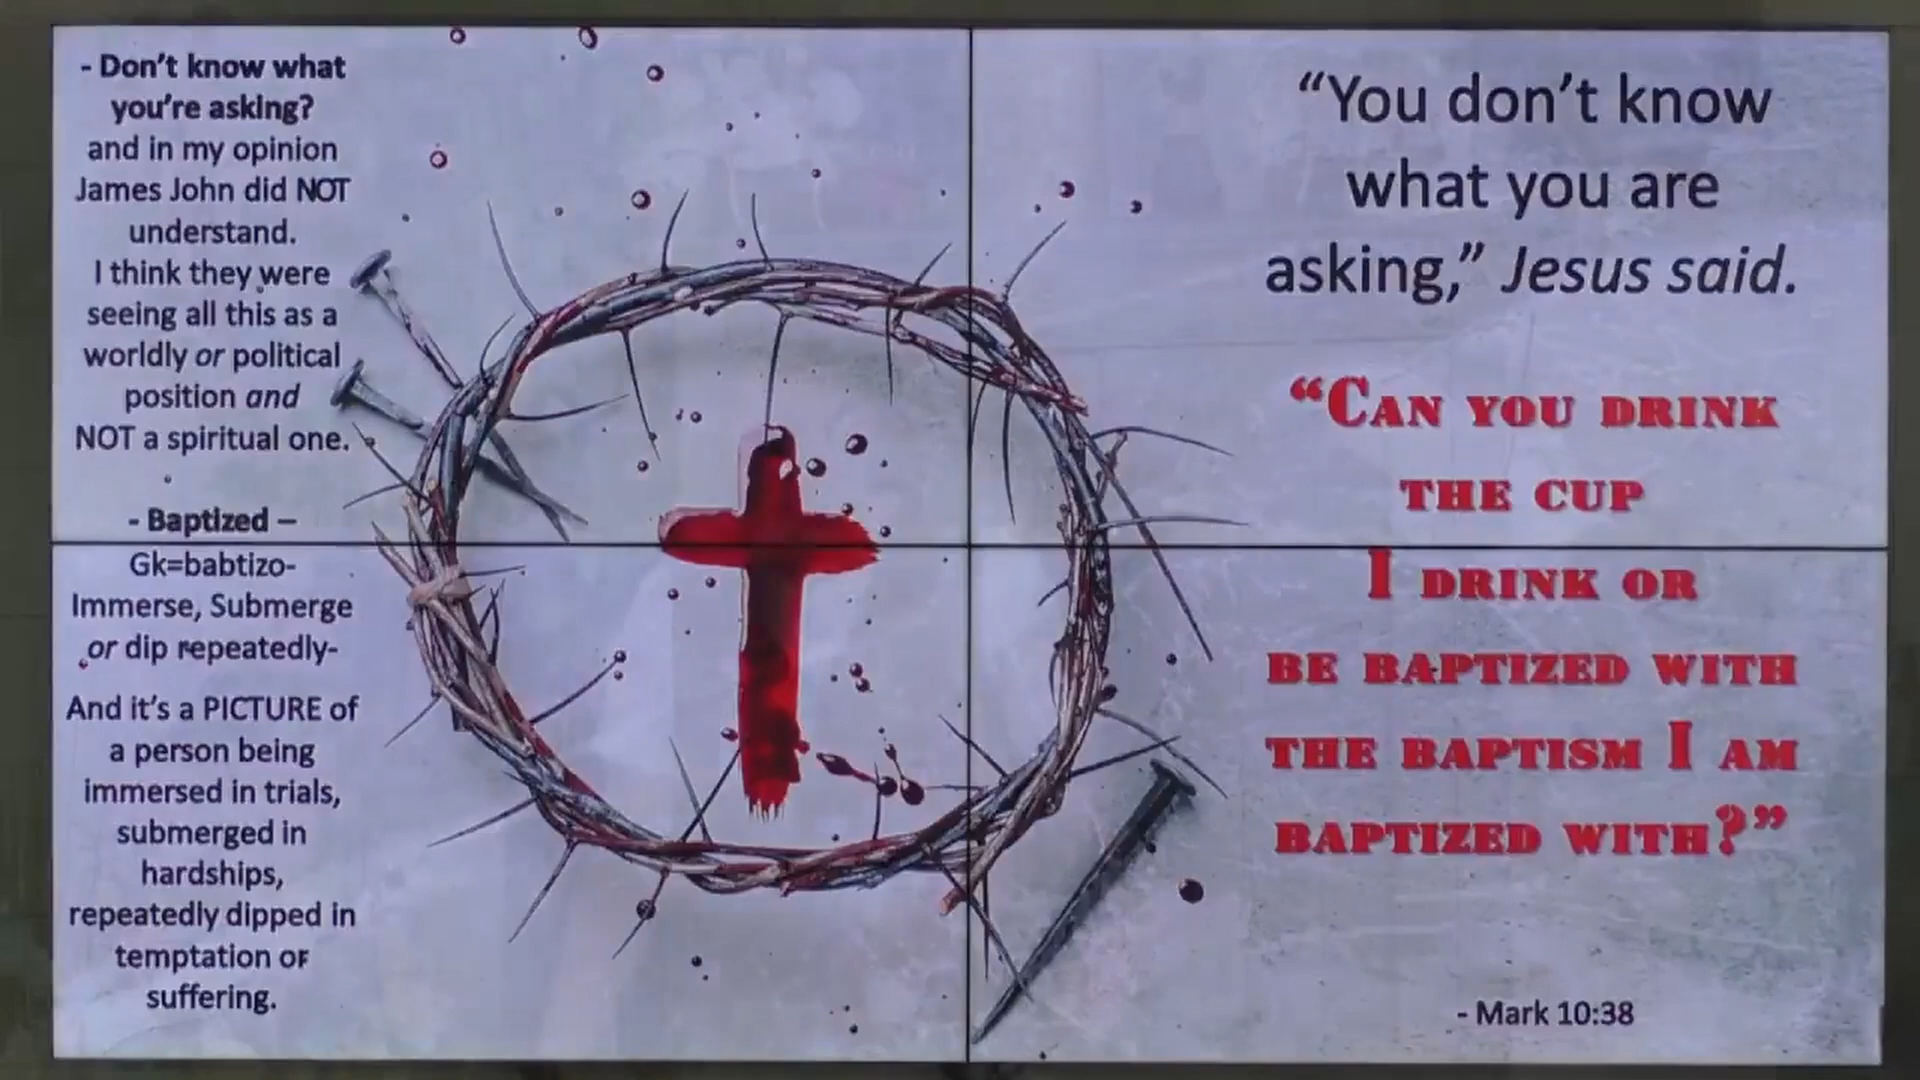 - Don't know what
you're asking?
and in my opinion
James John did NOT
understand.
I think they were
seeing all this as a
worldly or political
position and
NOT a spiritual one.
- Baptized –
Gk=babtizo-
Immerse, Submerge
or dip repeatedly-
And it's a PICTURE of
a person being
immersed in trials,
submerged in
hardships,
repeatedly dipped in
temptation or
suffering.
“You don't know
what you are
asking,” Jesus said.
“CAN YOU DRINK
THE CUP
I DRINK OR
BE BAPTIZED WITH
THE BAPTISM I AM
BAPTIZED WITH?”
- Mark 10:38